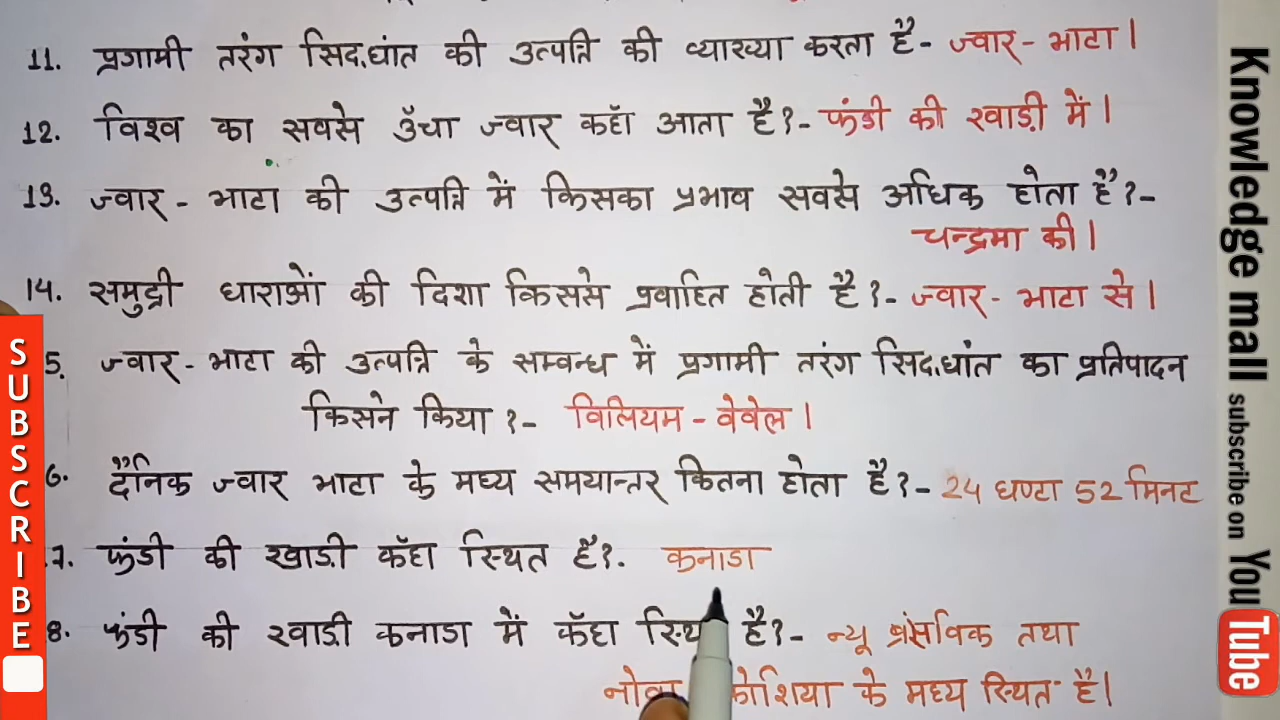 11. प्रगामी तरंग सिद्धांत की उत्पत्ति की व्याख्या करता है- ज्वार-भाटा।
12. विश्व का सबसे ऊँचा ज्वार कहाँ आता है?- फंडी की खाड़ी में।
13. ज्वार-भाटा की उत्पत्ति में किसका प्रभाव सबसे अधिक होता है?-
चन्द्रमा की।
14. समुद्री धाराओं की दिशा किससे प्रवाहित होती है?- ज्वार-भाटा से।
5. ज्वार-भाटा की उत्पत्ति के सम्बन्ध में प्रगामी तरंग सिद्धांत का प्रतिपादन
किसने किया?- विलियम-वेवेल।
6. दैनिक ज्वार भाटा के मध्य समयान्तर कितना होता है?- 24 घण्टा 52 मिनट
7. फंडी की खाड़ी कहाँ स्थित है?. कनाडा
8. फंडी की खाडी कनाडा में कहाँ है?- न्यू ब्रंसविक तथा
के मध्य स्थित है।
SUBSCRIBE
Knowledge mall subscribe on YouTube